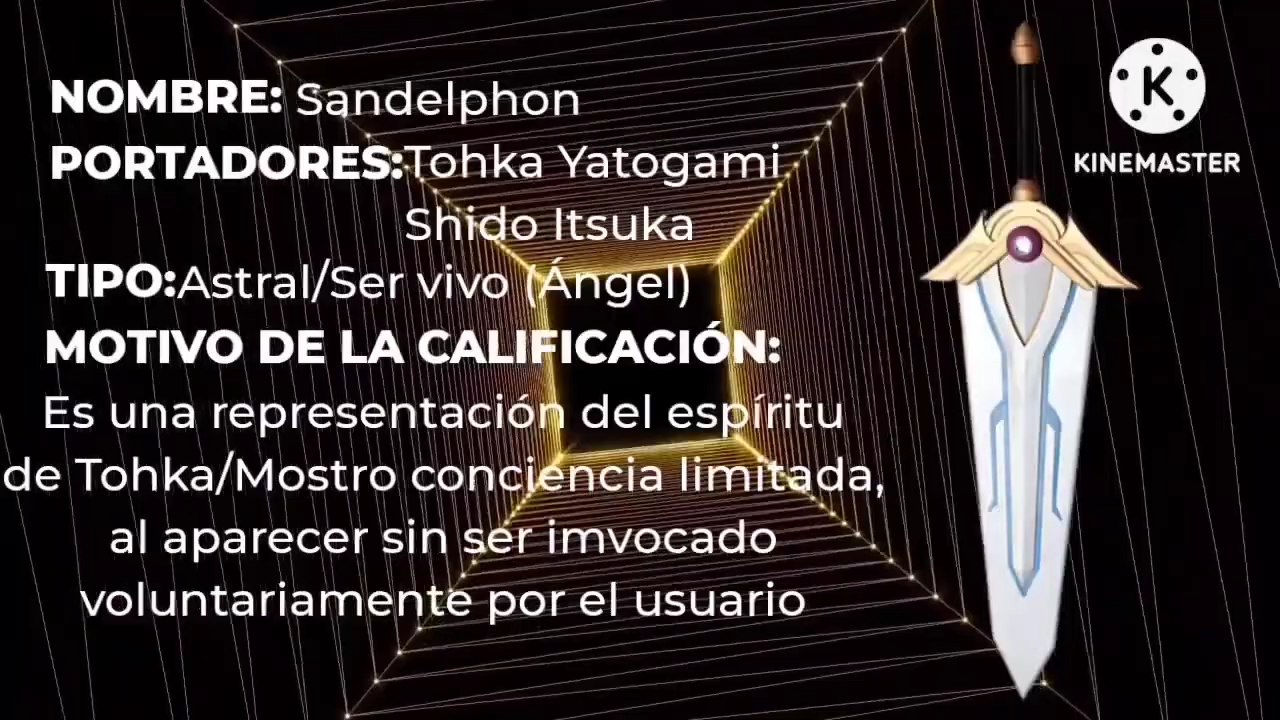 NOMBRE: Sandelphon
PORTADORES:Tohka Yatogami
Shido Itsuka
TIPO:Astral/Ser vivo (Ángel)
MOTIVO DE LA CALIFICACIÓN:
Es una representación del espíritu
de Tohka/Mostro conciencia limitada,
al aparecer sin ser imvocado
voluntariamente por el usuario
K
KINEMASTER